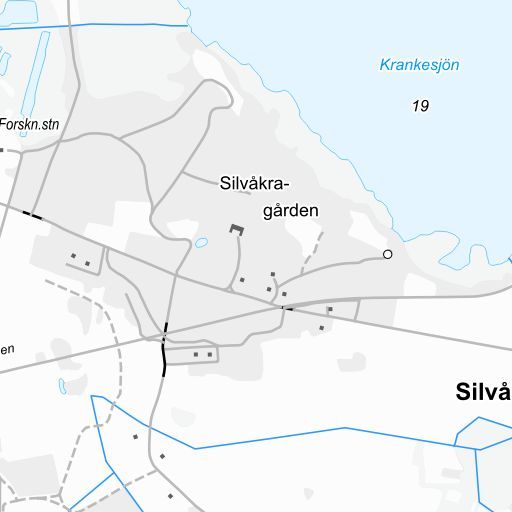 Krankesjön
19
Forskn.stn
Silvåkra-
gården
en
Silvå